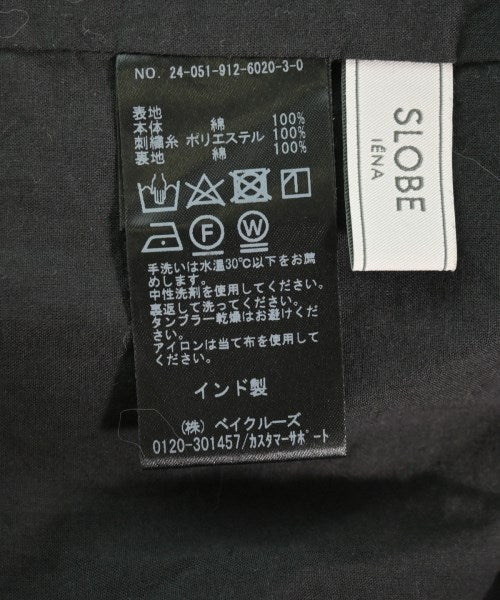 NO. 24-051-912-6020-3-0
表地
本体 綿 100%
刺繍糸 ポリエステル 100%
裏地 綿 100%
F
W
手洗いは水温30℃以下をお薦
めします。
中性洗剤を使用してください。
裏返して洗ってください。
タンブラー乾燥はお避けくだ
さい。
アイロンは当て布を使用して
ください。
インド製
(株) ベイクルーズ
0120-301457/カスタマーサポート
SLOBE
IÉNA